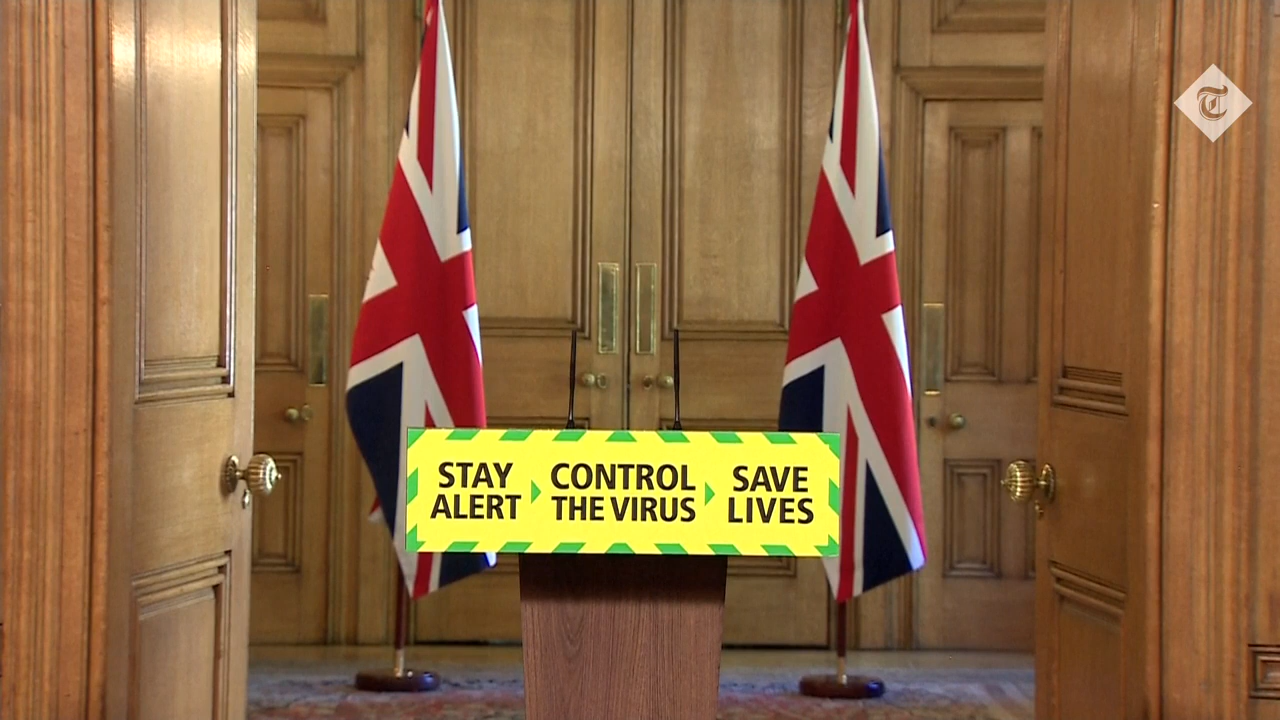 STAY
ALERT
CONTROL
THE VIRUS
SAVE
LIVES
T